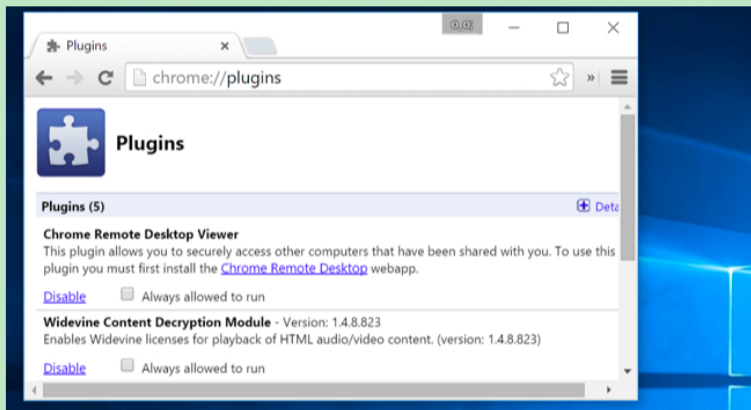 Plugins
chrome://plugins
»
Plugins
Plugins (5)
Deta
Chrome Remote Desktop Viewer
This plugin allows you to securely access other computers that have been shared with you. To use this
plugin you must first install the Chrome Remote Desktop webapp.
Disable Always allowed to run
Widevine Content Decryption Module - Version: 1.4.8.823
Enables Widevine licenses for playback of HTML audio/video content. (version: 1.4.8.823)
Disable Always allowed to run